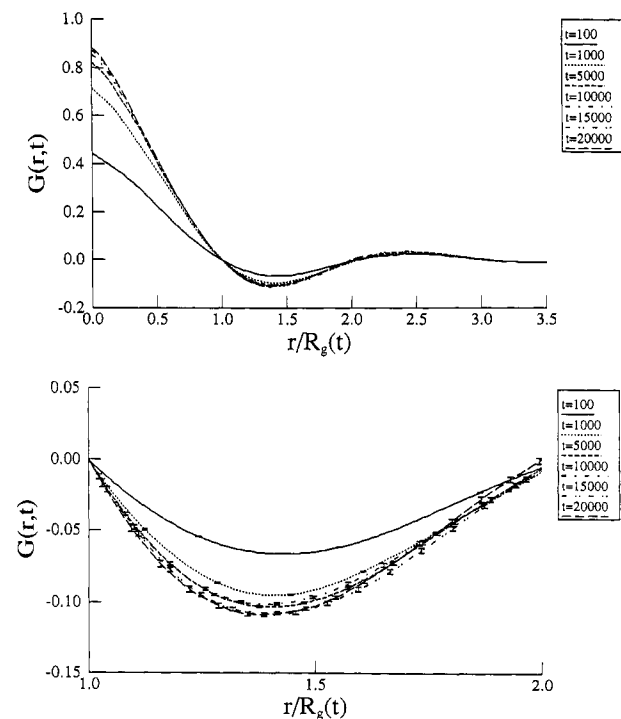 1.0
0.8
0.6
0.4
0.2
0.0
-0.2
G(r,t)
0.0 0.5 1.0 1.5 2.0 2.5 3.0 3.5
r/Rg(t)
t=100
t=1000
t=5000
t=10000
t=15000
t=20000
0.05
0.00
-0.05
-0.10
-0.15
G(r,t)
1.0 1.5 2.0
r/Rg(t)
t=100
t=1000
t=5000
t=10000
t=15000
t=20000